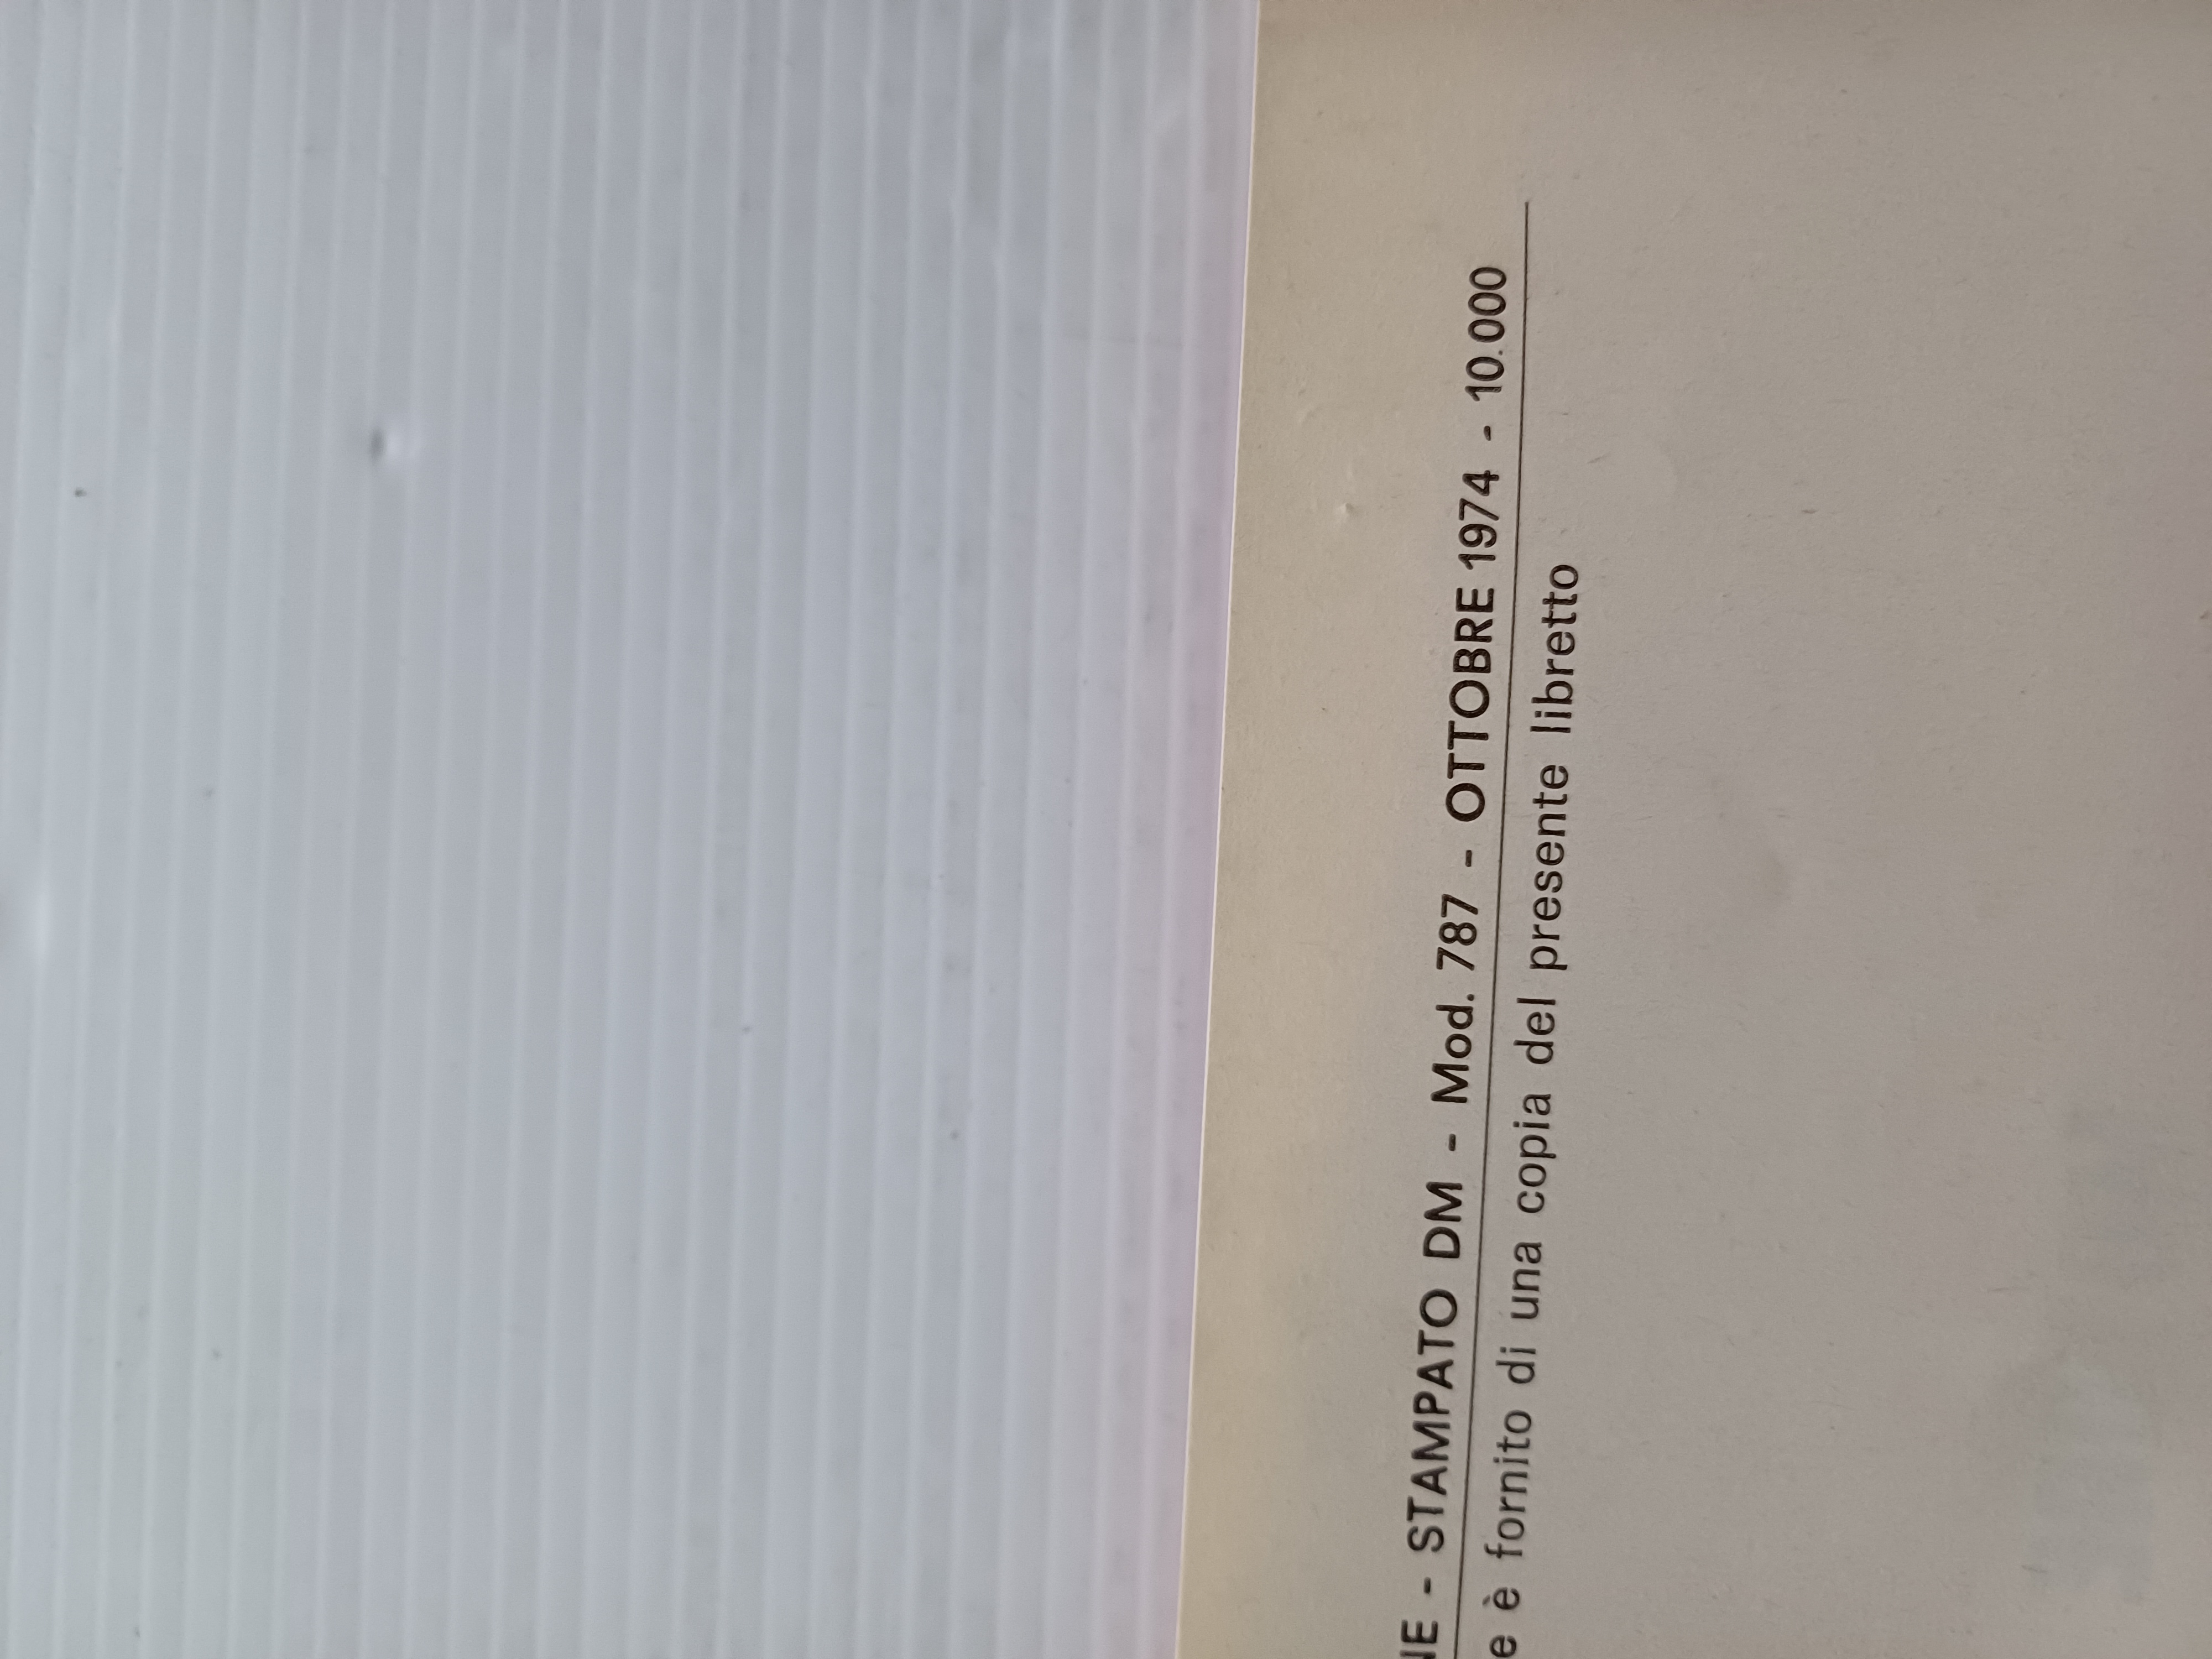 - STAMPATO DM - Mod. 787 - OTTOBRE 1974 - 10.000
e è fornito di una copia del presente libretto